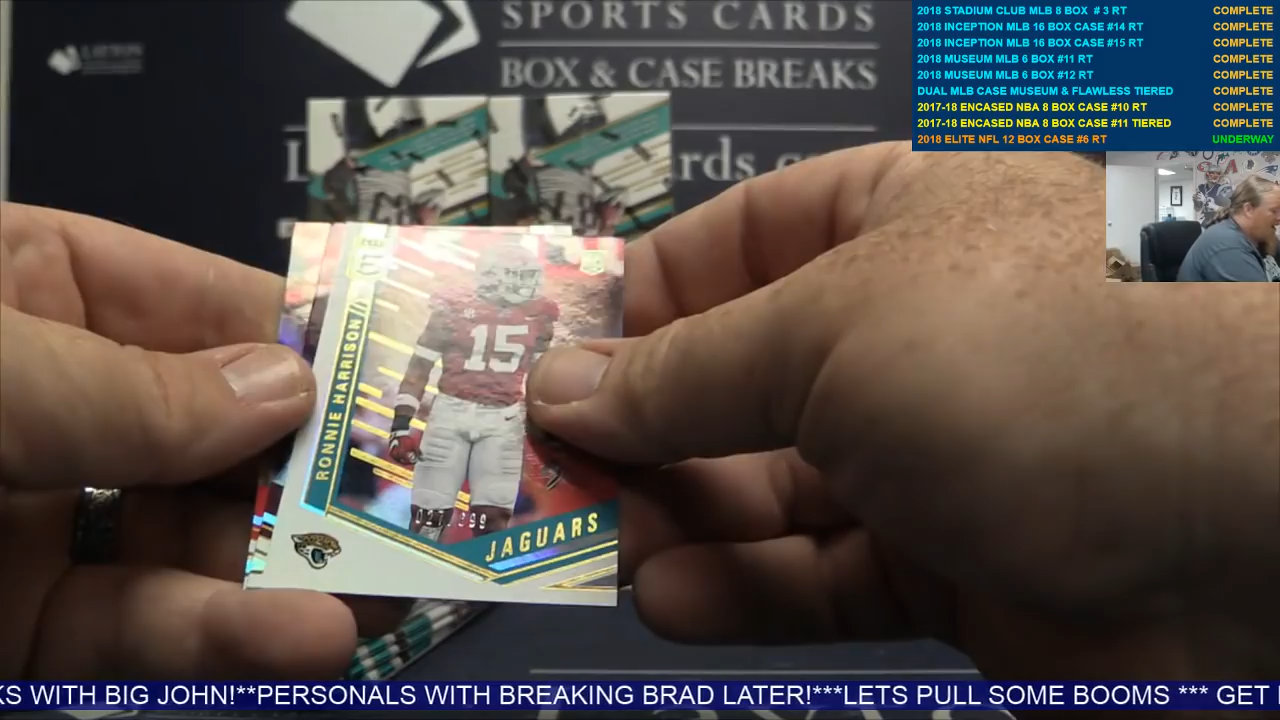 SPORTS CARDS
BOX & CASE BREAKS
2018 STADIUM CLUB MLB 8 BOX # 3 RT COMPLETE
2018 INCEPTION MLB 16 BOX CASE #14 RT COMPLETE
2018 INCEPTION MLB 16 BOX CASE #15 RT COMPLETE
2018 MUSEUM MLB 6 BOX #11 RT COMPLETE
2018 MUSEUM MLB 6 BOX #12 RT COMPLETE
DUAL MLB CASE MUSEUM & FLAWLESS TIERED COMPLETE
2017-18 ENCASED NBA 8 BOX CASE #10 RT COMPLETE
2017-18 ENCASED NBA 8 BOX CASE #11 TIERED COMPLETE
2018 ELITE NFL 12 BOX CASE #6 RT UNDERWAY
15
RONNIE HARRISON
JAGUARS
KS WITH BIG JOHN!**PERSONALS WITH BREAKING BRAD LATER!***LETS PULL SOME BOOMS *** GET